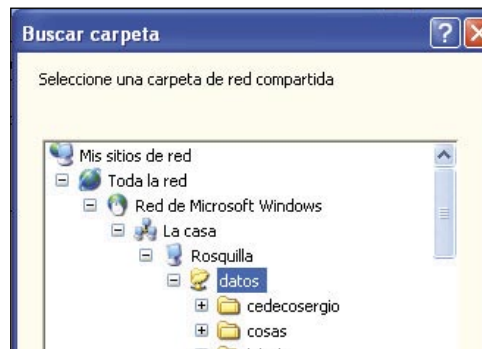 Buscar carpeta
Seleccione una carpeta de red compartida
Mis sitios de red
Toda la red
Red de Microsoft Windows
La casa
Rosquilla
datos
cedecosergio
cosas